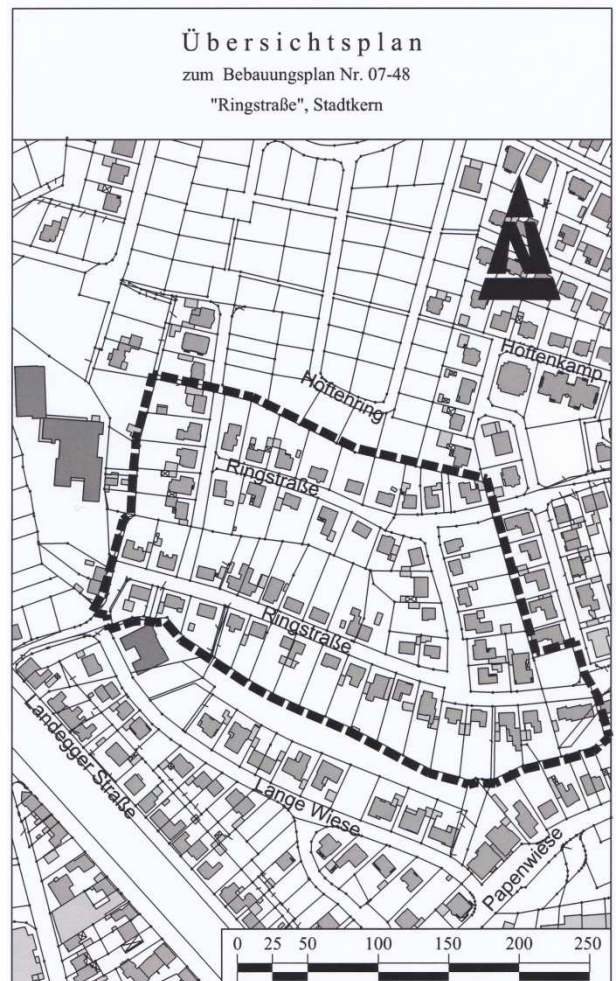 Übersichtsplan
zum Bebauungsplan Nr. 07-48
"Ringstraße", Stadtkern
N
Höftenkamp
Höftenring
Ringstraße
Ringstraße
Landegger Straße
Lange Wiese
Papenwiese
0 25 50 100 150 200 250